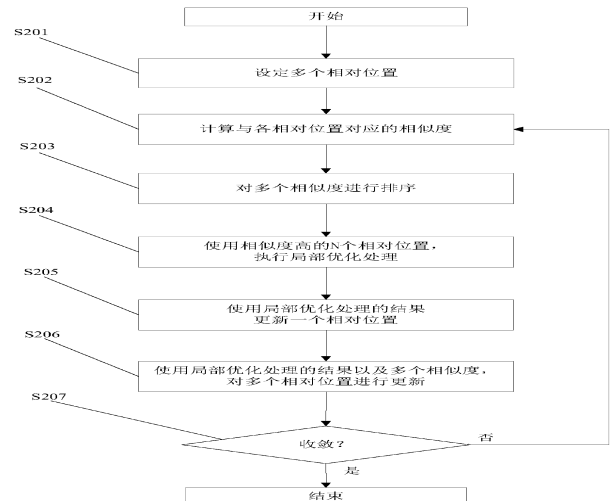 开始
S201
设定多个相对位置
S202
计算与各相对位置对应的相似度
S203
对多个相似度进行排序
S204
使用相似度高的N个相对位置，
执行局部优化处理
S205
使用局部优化处理的结果
更新一个相对位置
S206
使用局部优化处理的结果以及多个相似度，
对多个相对位置进行更新
S207
收敛？
否
是
结束